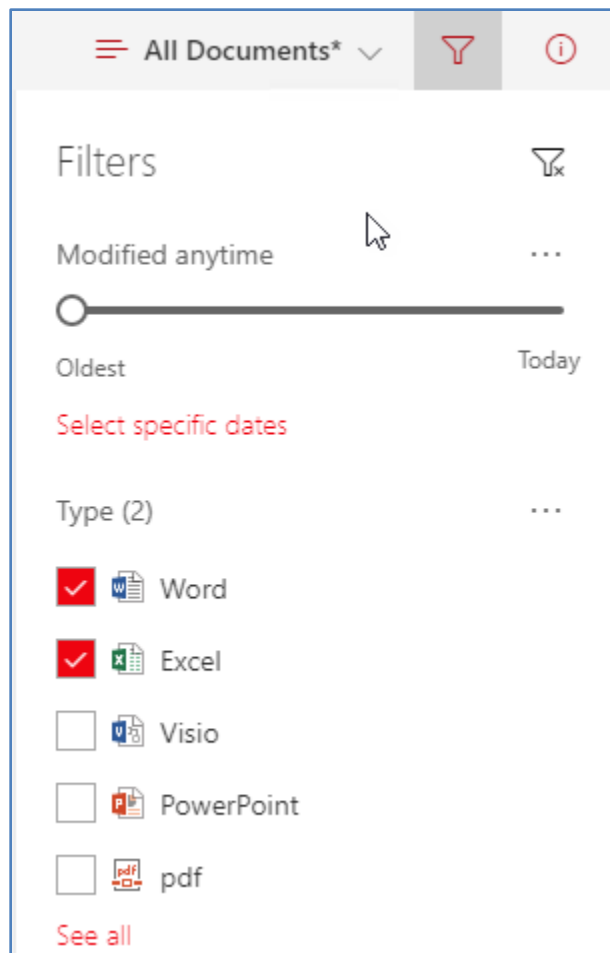 All Documents*
Filters
Modified anytime
Oldest
Today
Select specific dates
Type (2)
Word
Excel
Visio
PowerPoint
pdf
See all